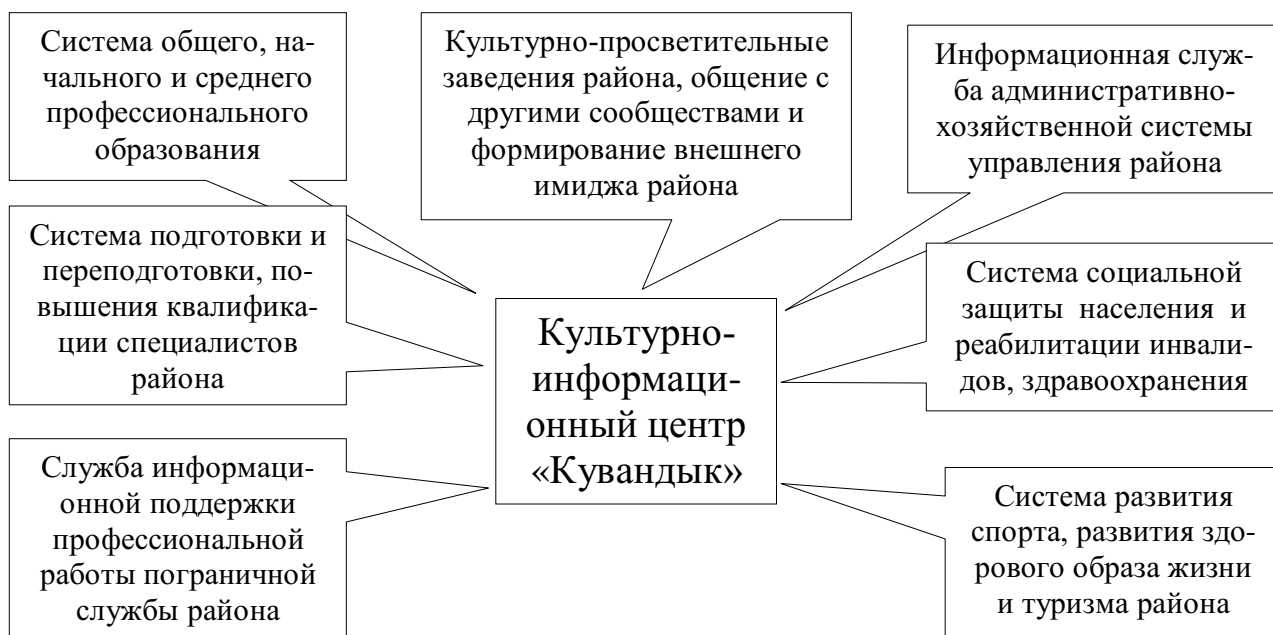 Система общего, на-
чального и среднего
профессионального
образования
Культурно-просветительные
заведения района, общение с
другими сообществами и
формирование внешнего
имиджа района
Информационная служ-
ба административно-
хозяйственной системы
управления района
Система подготовки и
переподготовки, по-
вышения квалифика-
ции специалистов
района
Культурно-
информаци-
онный центр
«Кувандык»
Система социальной
защиты населения и
реабилитации инвали-
дов, здравоохранения
Служба информаци-
онной поддержки
профессиональной
работы пограничной
службы района
Система развития
спорта, развития здо-
рового образа жизни
и туризма района